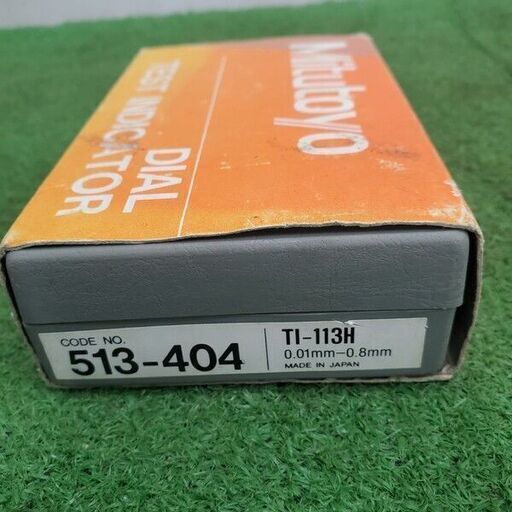 Mitutoyo
DIAL
TEST INDICATOR
CODE NO.
513-404
TI-113H
0.01mm-0.8mm
MADE IN JAPAN